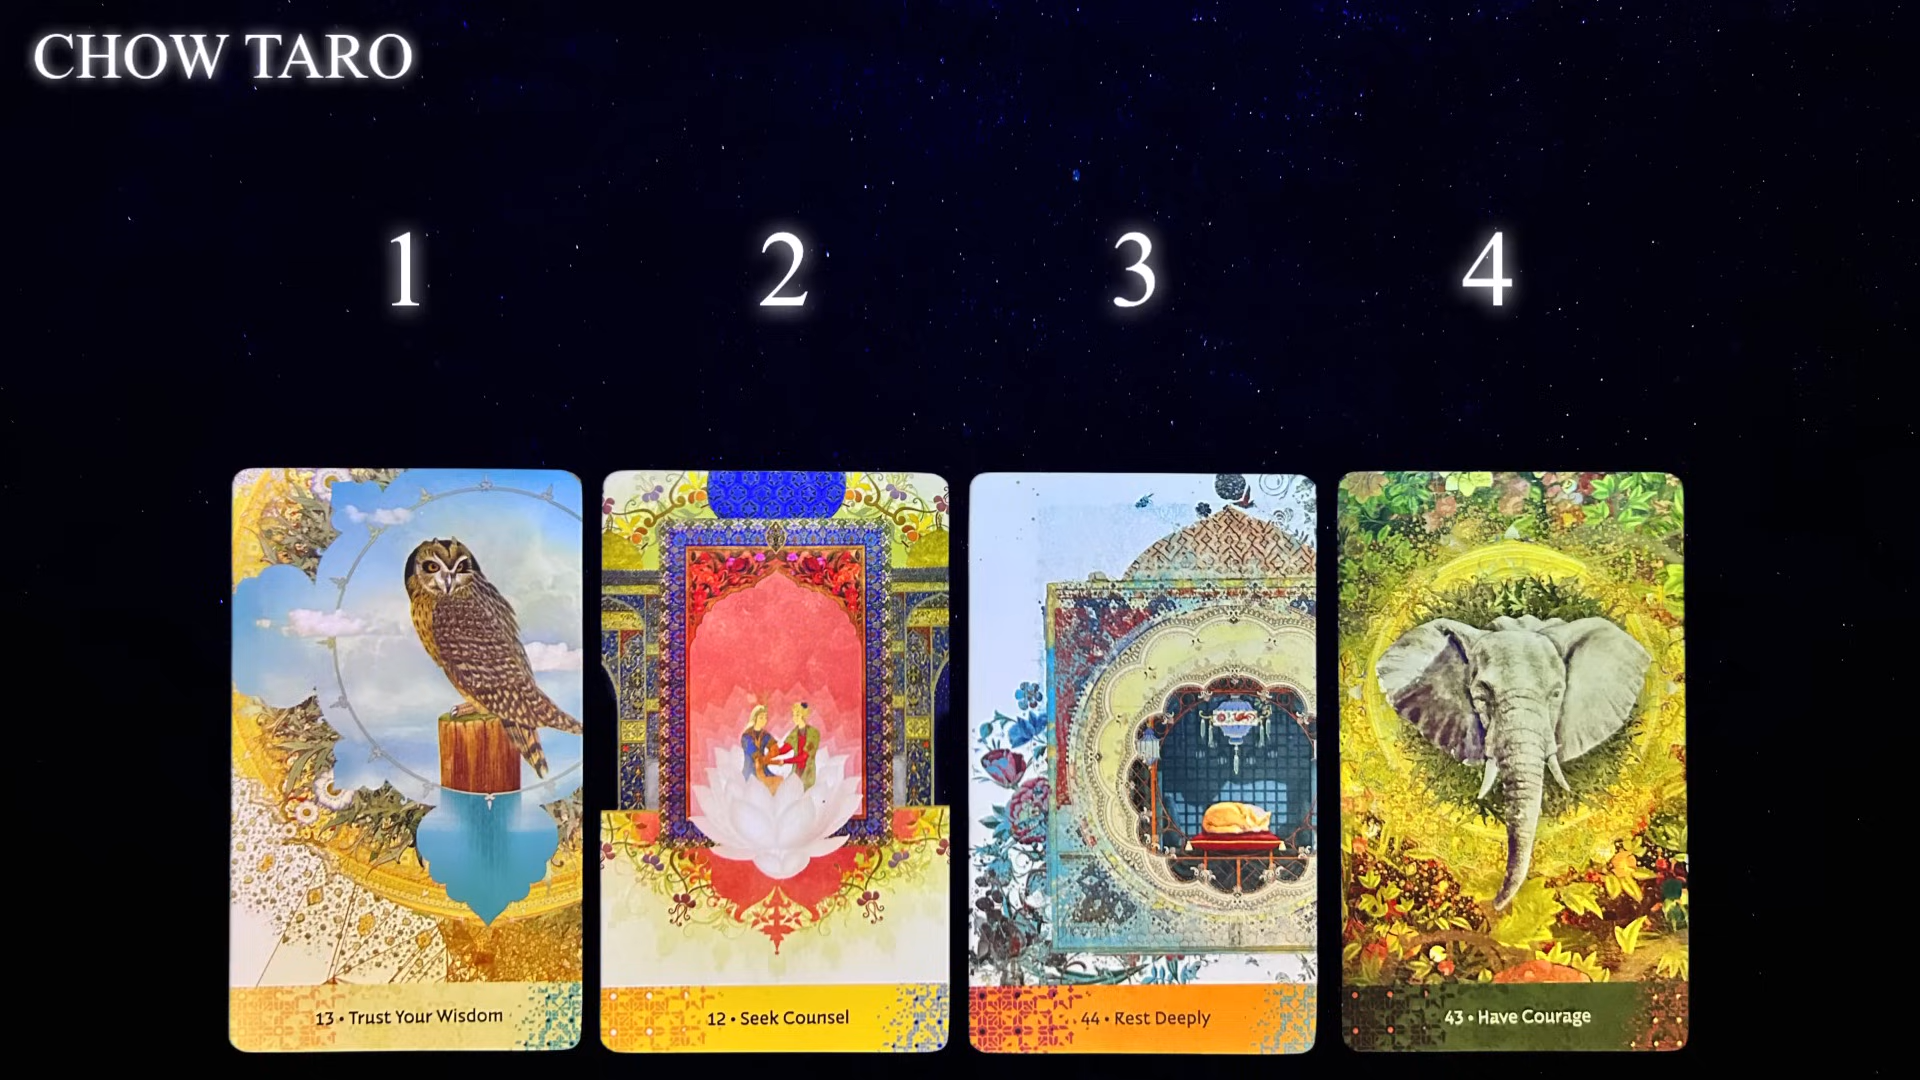 CHOW TARO
1
2
3
4
13 • Trust Your Wisdom
12 • Seek Counsel
44 • Rest Deeply
43 • Have Courage